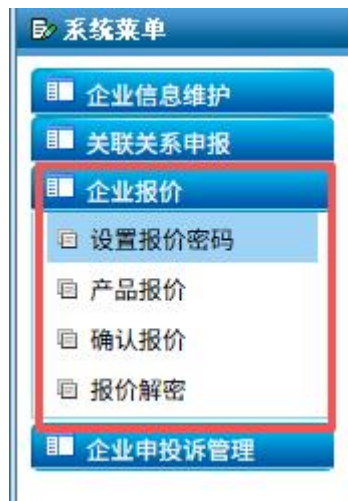 系统菜单
企业信息维护
关联关系申报
企业报价
设置报价密码
产品报价
确认报价
报价解密
企业申投诉管理